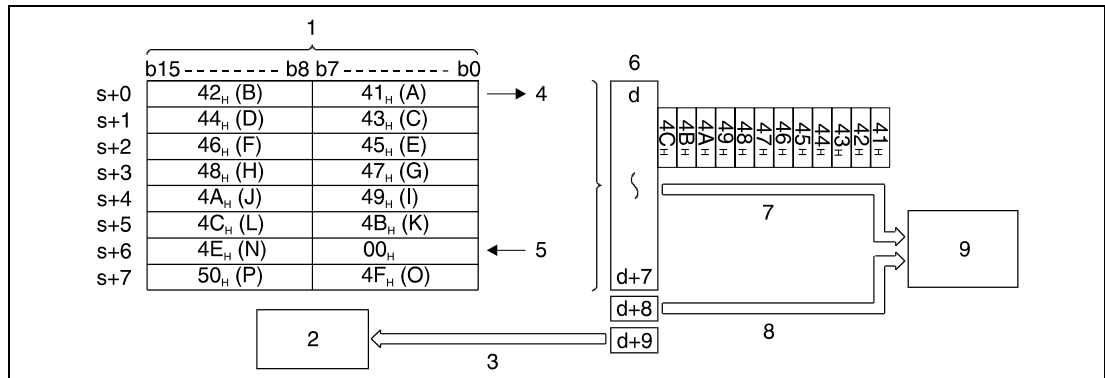 1
b15 - - - - - - - - - b8 b7 - - - - - - - - - b0
s+0 42H (B) 41H (A) 4
s+1 44H (D) 43H (C)
s+2 46H (F) 45H (E)
s+3 48H (H) 47H (G)
s+4 4AH (J) 49H (I)
s+5 4CH (L) 4BH (K)
s+6 4EH (N) 00H 5
s+7 50H (P) 4FH (O)
6
d
4CH 4BH 4AH 49H 48H 47H 46H 45H 44H 43H 42H 41H
7
d+7
d+8
8
9
d+9
3
2